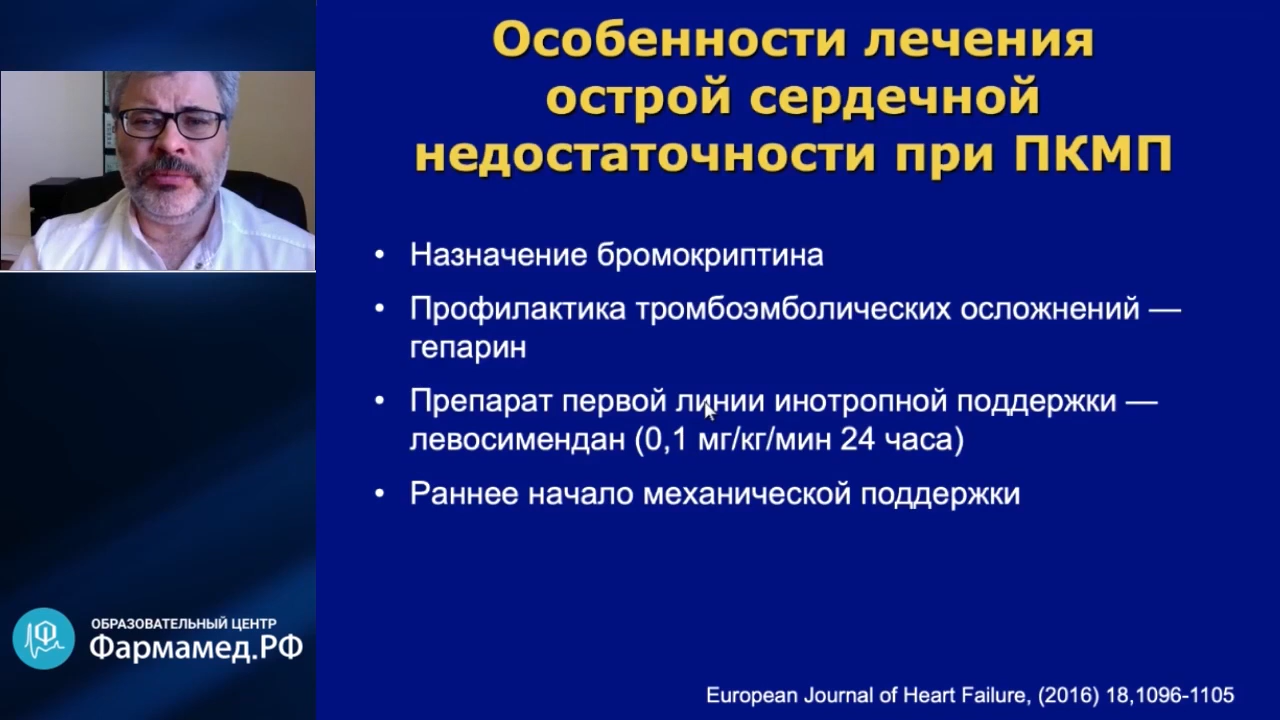 Особенности лечения
острой сердечной
недостаточности при ПКМП
• Назначение бромокриптина
• Профилактика тромбоэмболических осложнений —
гепарин
• Препарат первой линии инотропной поддержки —
левосимендан (0,1 мг/кг/мин 24 часа)
• Раннее начало механической поддержки
ОБРАЗОВАТЕЛЬНЫЙ ЦЕНТР
Фармамед.РФ
European Journal of Heart Failure, (2016) 18,1096-1105